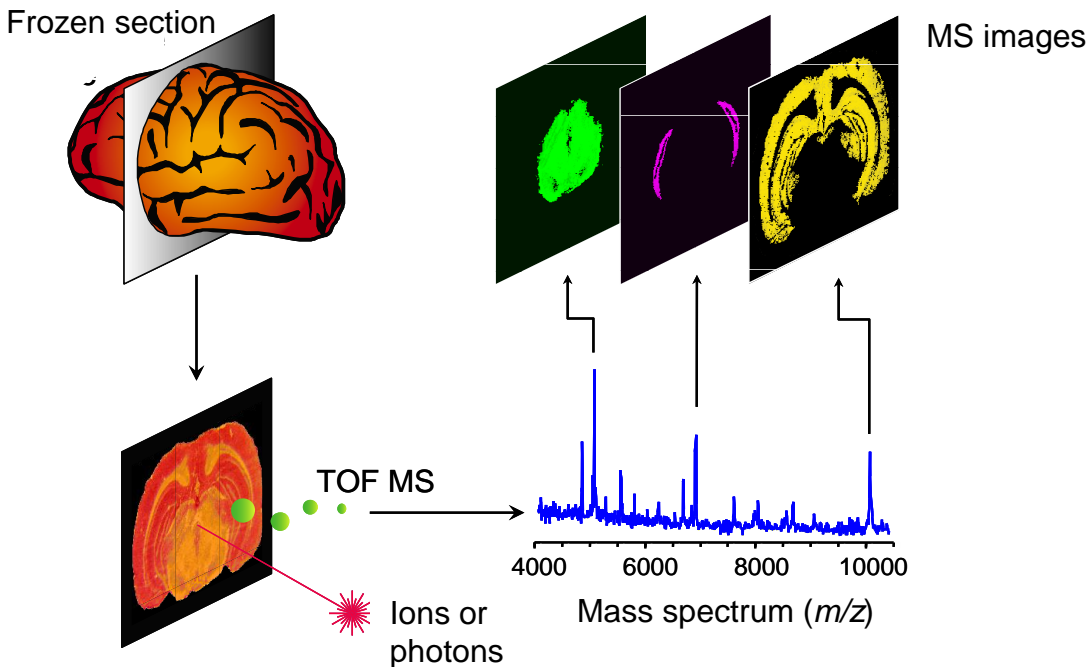 Frozen section
MS images
TOF MS
4000 6000 8000 10000
Mass spectrum (m/z)
Ions or
photons